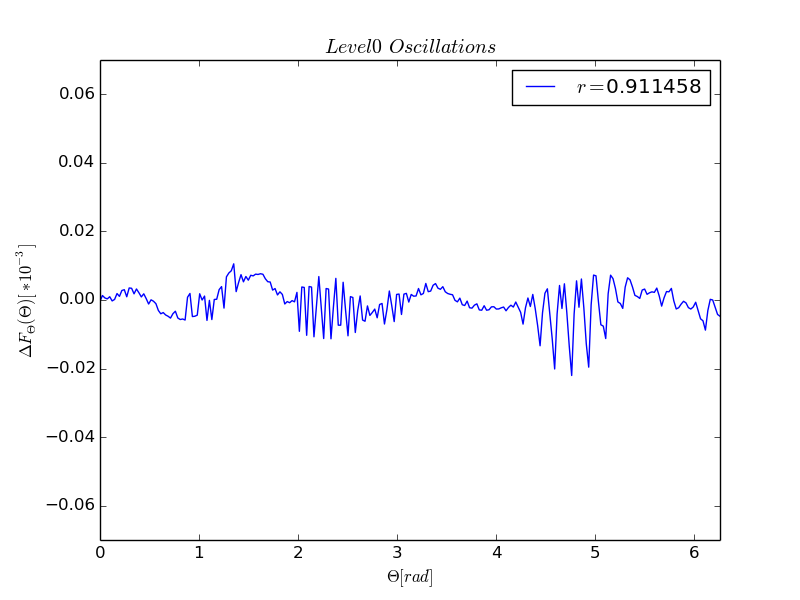 Level0 Oscillations
r=0.911458
0.06
0.04
0.02
0.00
−0.02
−0.04
−0.06
ΔF_Θ(Θ)[∗10^{-3}]
0 1 2 3 4 5 6
Θ[rad]